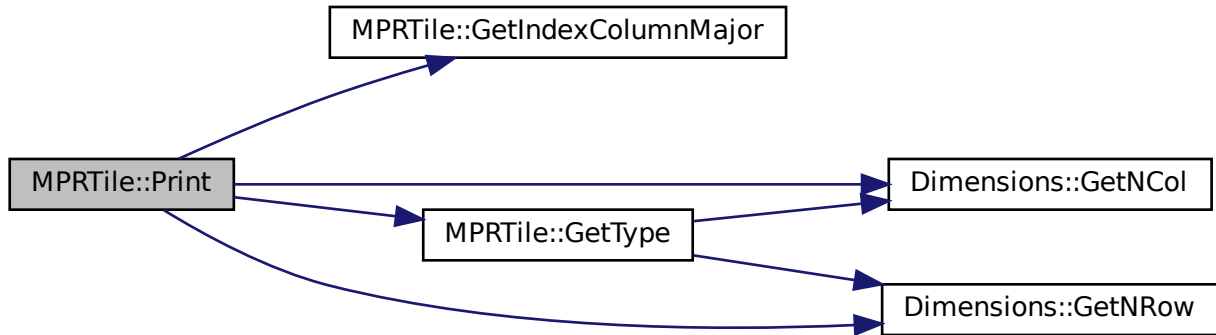 MPRTile::GetIndexColumnMajor
MPRTile::Print
Dimensions::GetNCol
MPRTile::GetType
Dimensions::GetNRow